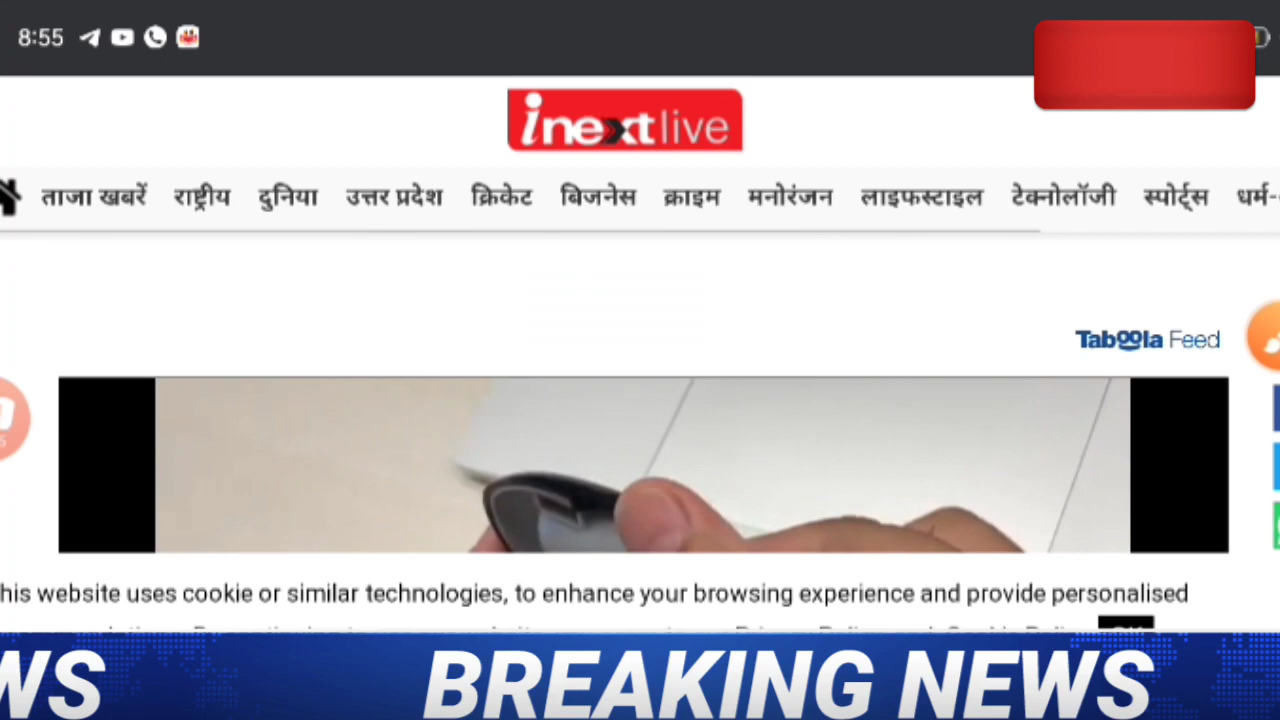 8:55
inextlive
ताजा खबरें राष्ट्रीय दुनिया उत्तर प्रदेश क्रिकेट बिजनेस क्राइम मनोरंजन लाइफस्टाइल टेक्नोलॉजी स्पोर्ट्स धर्म-
Taboola Feed
his website uses cookie or similar technologies, to enhance your browsing experience and provide personalised
WS BREAKING NEWS